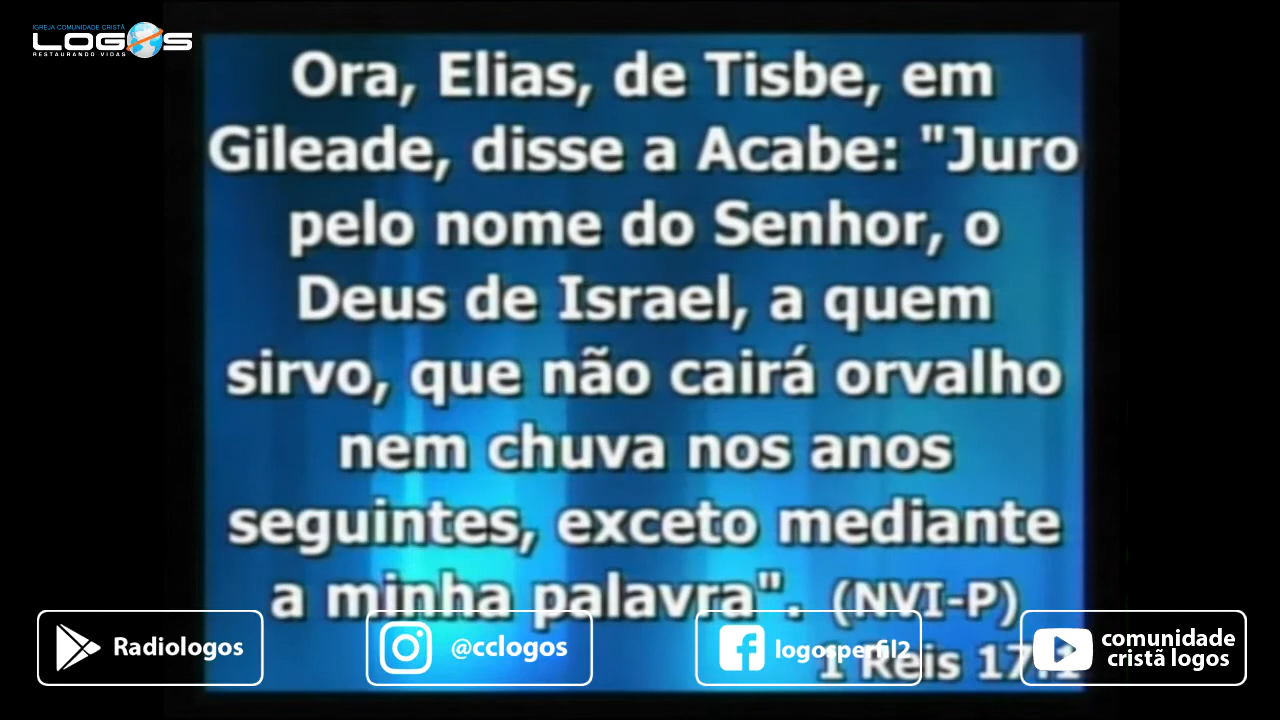 IGREJA COMUNIDADE CRISTÃ
LOGOS
RESTAURANDO VIDAS
Ora, Elias, de Tisbe, em
Gileade, disse a Acabe: "Juro
pelo nome do Senhor, o
Deus de Israel, a quem
sirvo, que não cairá orvalho
nem chuva nos anos
seguintes, exceto mediante
a minha palavra". (NVI-P)
1 Reis 17:1
Radiologos
@cclogos
logosperfil2
comunidade
cristã logos